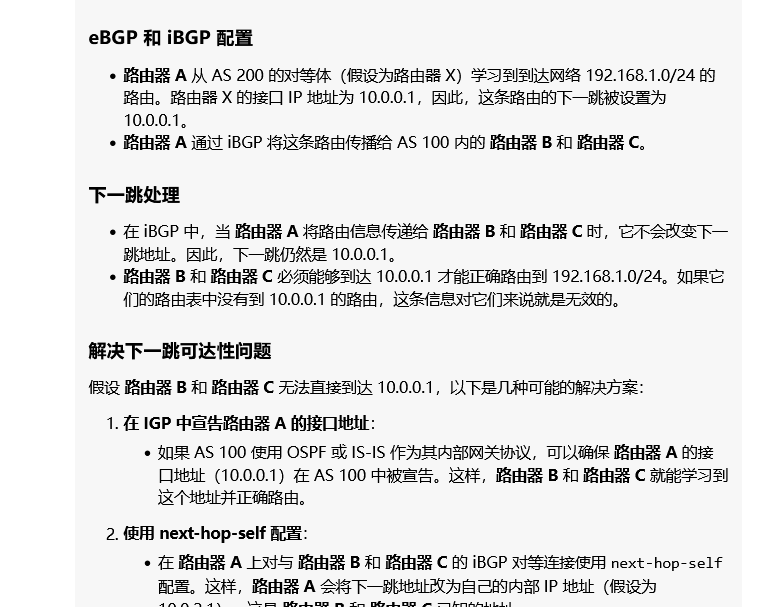 eBGP 和 iBGP 配置
• 路由器 A 从 AS 200 的对等体（假设为路由器 X）学习到到达网络 192.168.1.0/24 的
路由。路由器 X 的接口 IP 地址为 10.0.0.1，因此，这条路由的下一跳被设置为
10.0.0.1。
• 路由器 A 通过 iBGP 将这条路由传播给 AS 100 内的 路由器 B 和 路由器 C。
下一跳处理
• 在 iBGP 中，当 路由器 A 将路由信息传递给 路由器 B 和 路由器 C 时，它不会改变下一
跳地址。因此，下一跳仍然是 10.0.0.1。
• 路由器 B 和 路由器 C 必须能够到达 10.0.0.1 才能正确路由到 192.168.1.0/24。如果它
们的路由表中没有到 10.0.0.1 的路由，这条信息对它们来说就是无效的。
解决下一跳可达性问题
假设 路由器 B 和 路由器 C 无法直接到达 10.0.0.1，以下是几种可能的解决方案：
1. 在 IGP 中宣告路由器 A 的接口地址：
• 如果 AS 100 使用 OSPF 或 IS-IS 作为其内部网关协议，可以确保 路由器 A 的接
口地址（10.0.0.1）在 AS 100 中被宣告。这样，路由器 B 和 路由器 C 就能学习到
这个地址并正确路由。
2. 使用 next-hop-self 配置：
• 在 路由器 A 上对与 路由器 B 和 路由器 C 的 iBGP 对等连接使用 next-hop-self
配置。这样，路由器 A 会将下一跳地址改为自己的内部 IP 地址（假设为